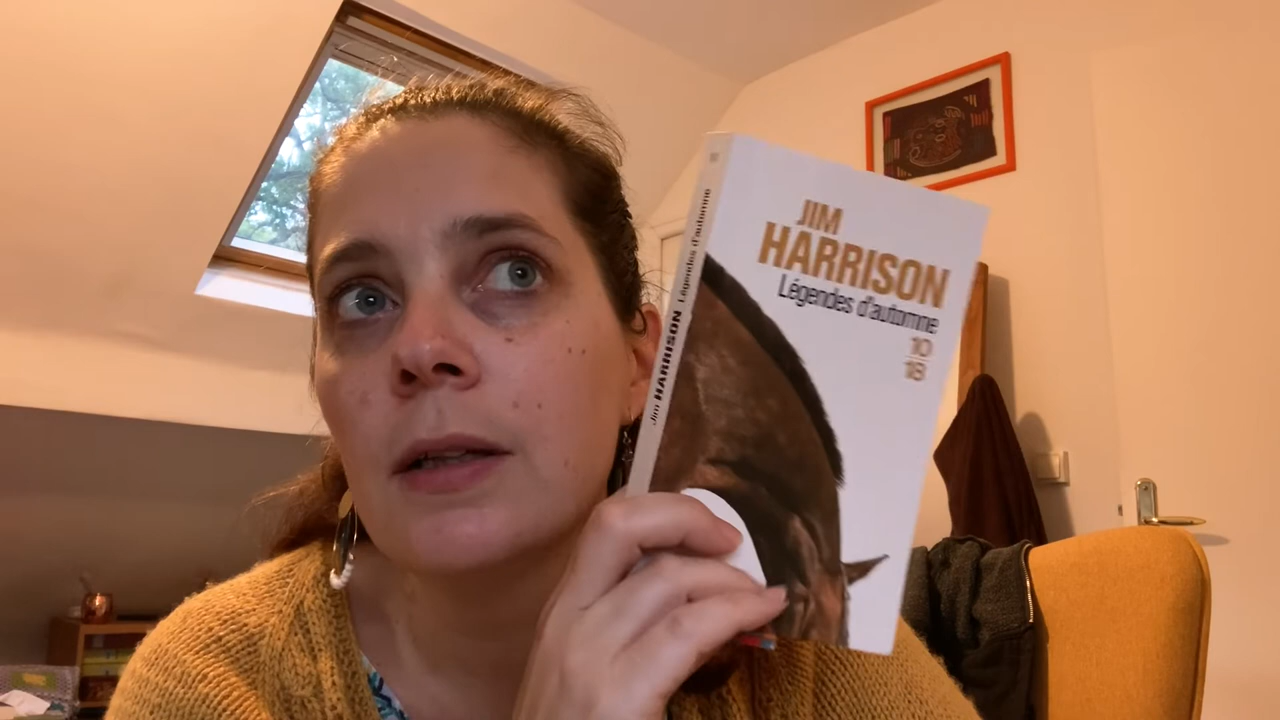 JIM
HARRISON
Légendes d'automne
10
18
Jim HARRISON Légendes d'automne